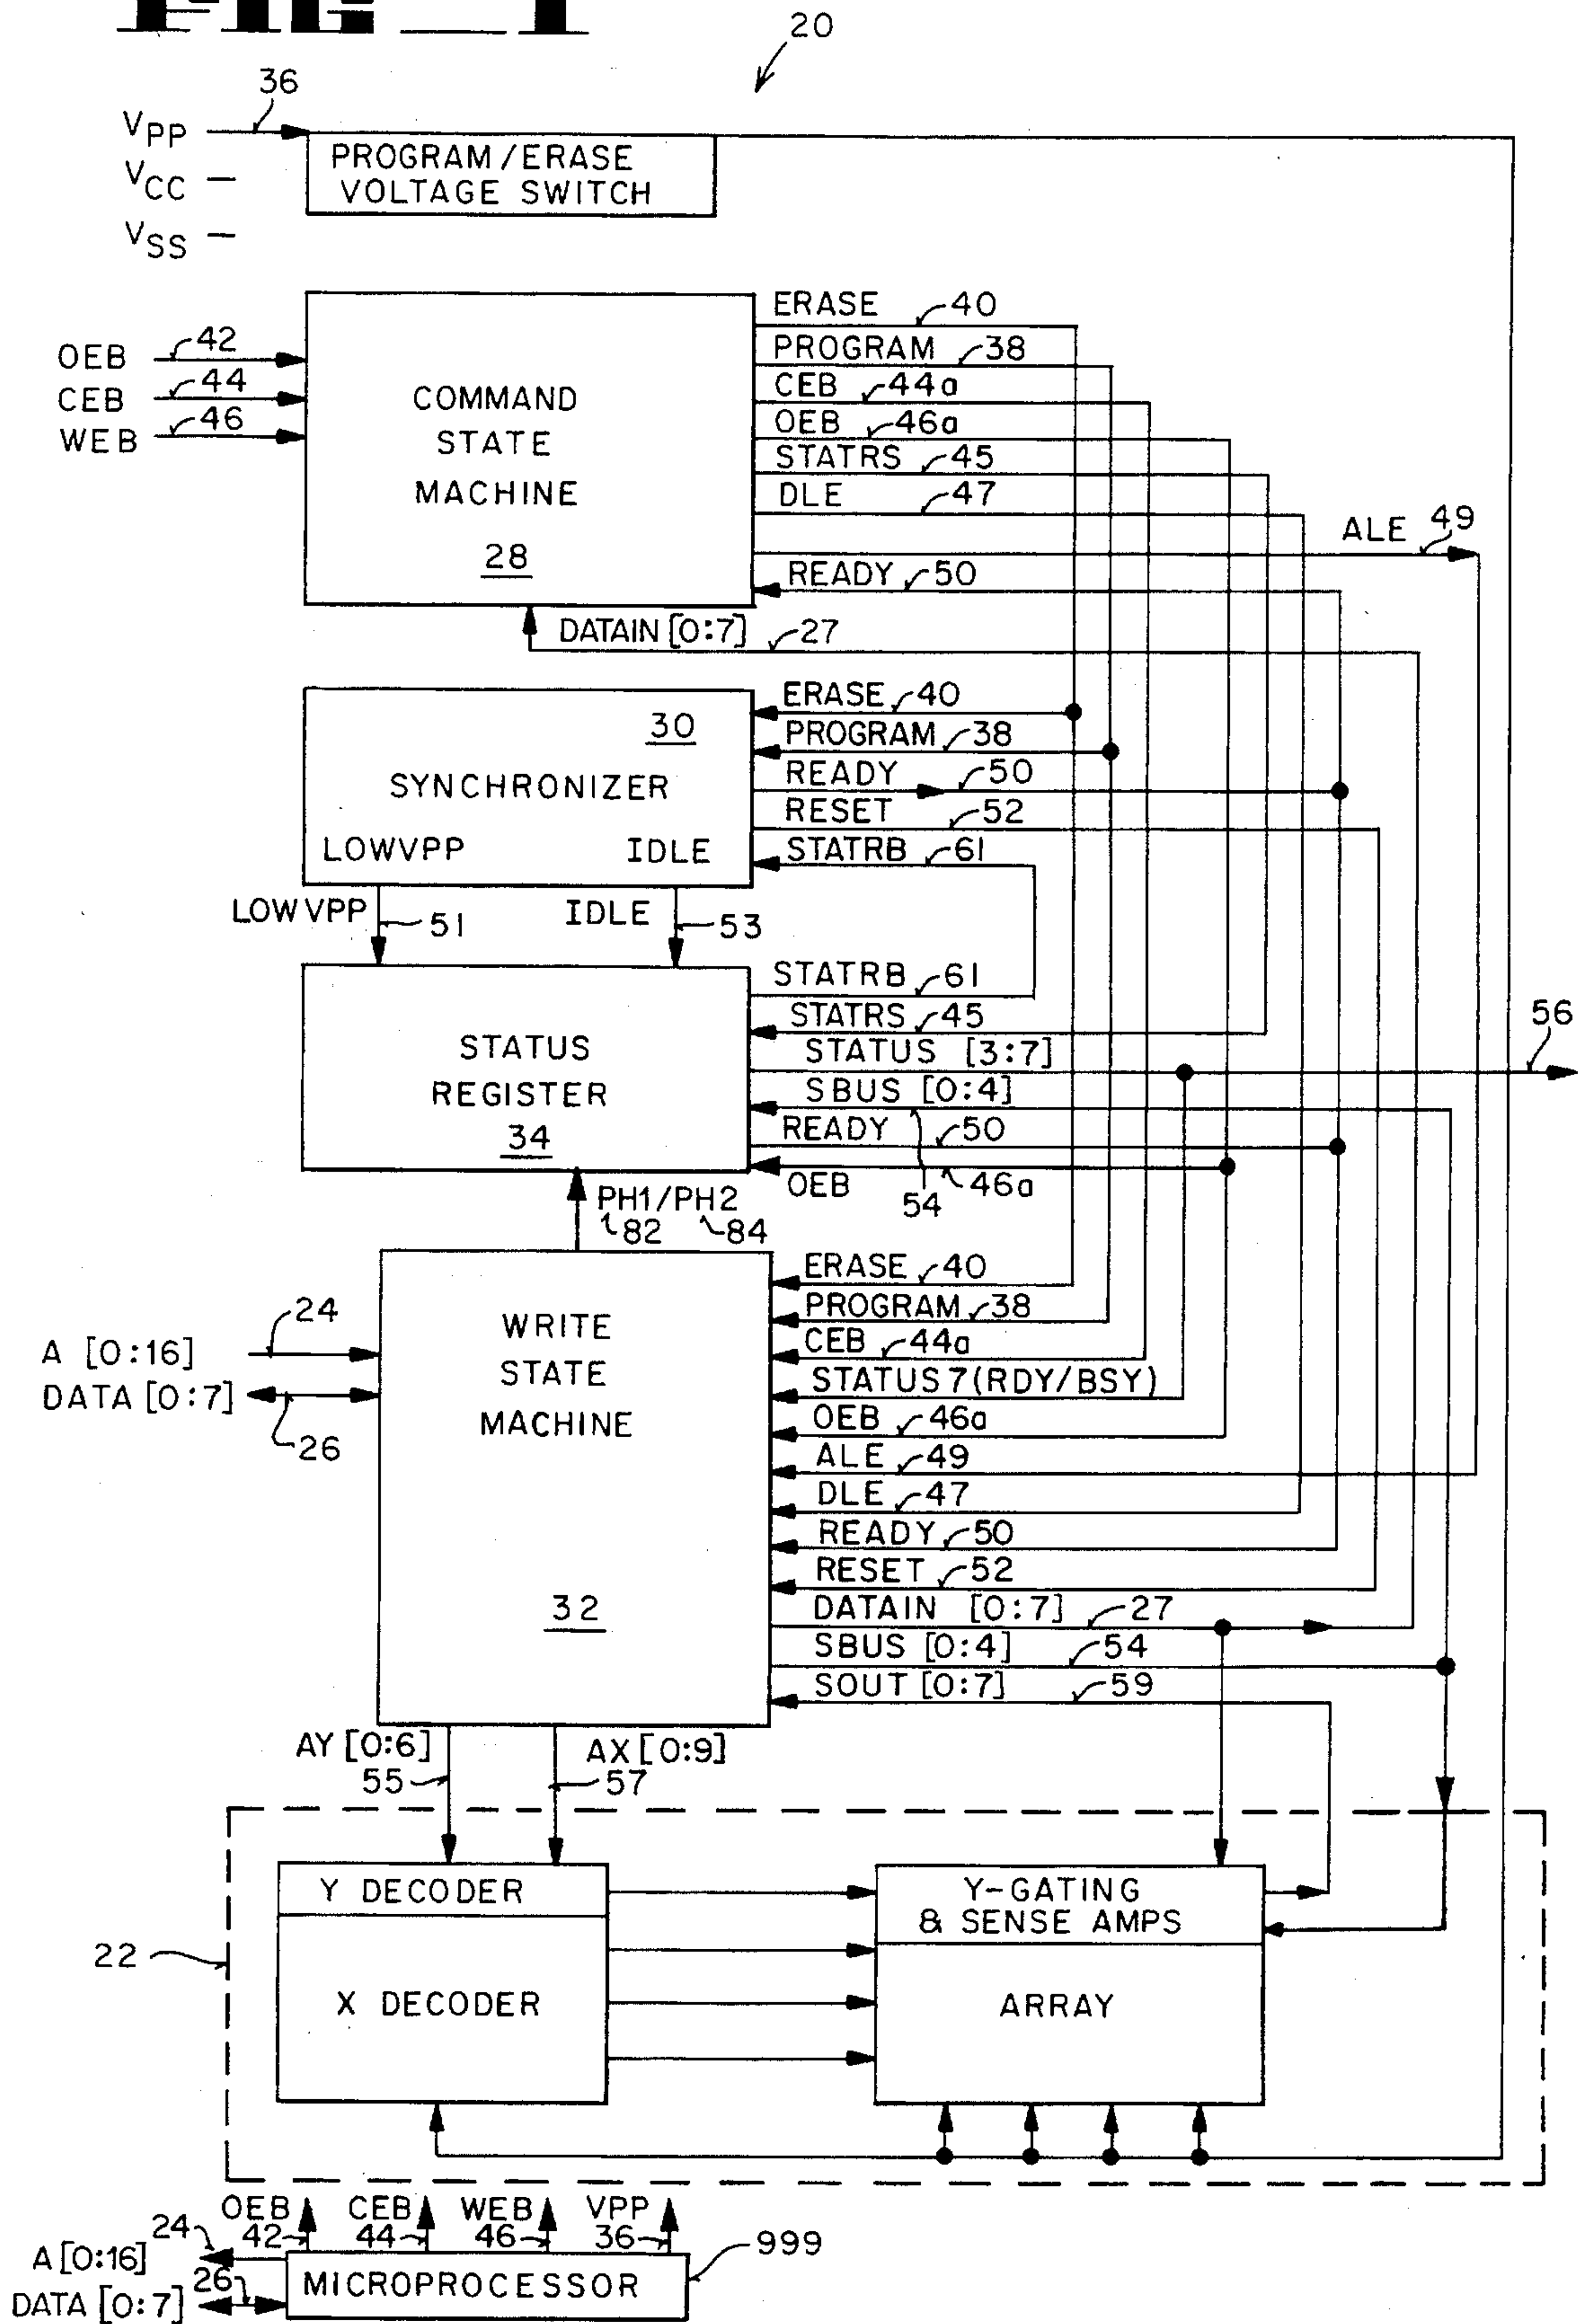 20
36
VPP
VCC
VSS
PROGRAM/ERASE
VOLTAGE SWITCH
OEB 42
CEB 44
WEB 46
COMMAND
STATE
MACHINE
28
ERASE 40
PROGRAM 38
CEB 44a
OEB 46a
STATRS 45
DLE 47
ALE 49
READY 50
DATAIN [0:7] 27
30
SYNCHRONIZER
LOWVPP IDLE
ERASE 40
PROGRAM 38
READY 50
RESET 52
STATRB 61
LOWVPP 51
IDLE 53
STATUS
REGISTER
34
STATRB 61
STATRS 45
STATUS [3:7]
56
SBUS [0:4]
READY 50
OEB 54 46a
PH1/PH2
82 84
24
A [0:16]
DATA [0:7]
26
WRITE
STATE
MACHINE
32
ERASE 40
PROGRAM 38
CEB 44a
STATUS7(RDY/BSY)
OEB 46a
ALE 49
DLE 47
READY 50
RESET 52
DATAIN [0:7] 27
SBUS [0:4] 54
SOUT [0:7] 59
AY [0:6] AX [0:9]
55 57
22
Y DECODER
X DECODER
Y-GATING
& SENSE AMPS
ARRAY
OEB CEB WEB VPP
24 42 44 46 36
A[0:16]
999
DATA [0:7] 26
MICROPROCESSOR